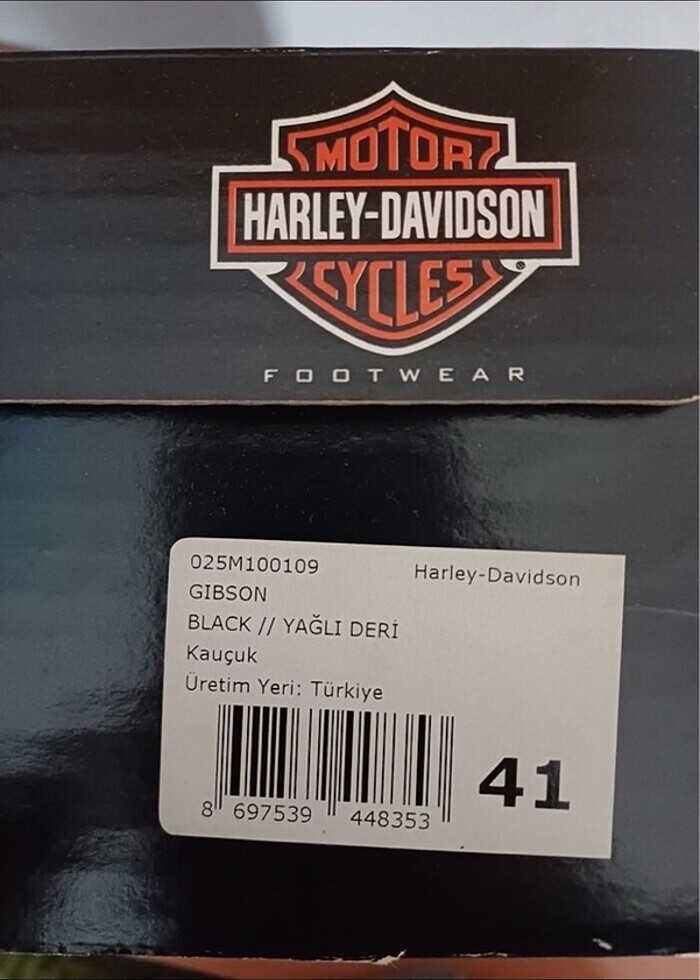 MOTOR
HARLEY-DAVIDSON
CYCLES
®
FOOTWEAR
025M100109
Harley-Davidson
GIBSON
BLACK // YAĞLI DERİ
Kauçuk
Üretim Yeri: Türkiye
41
8 697539 448353